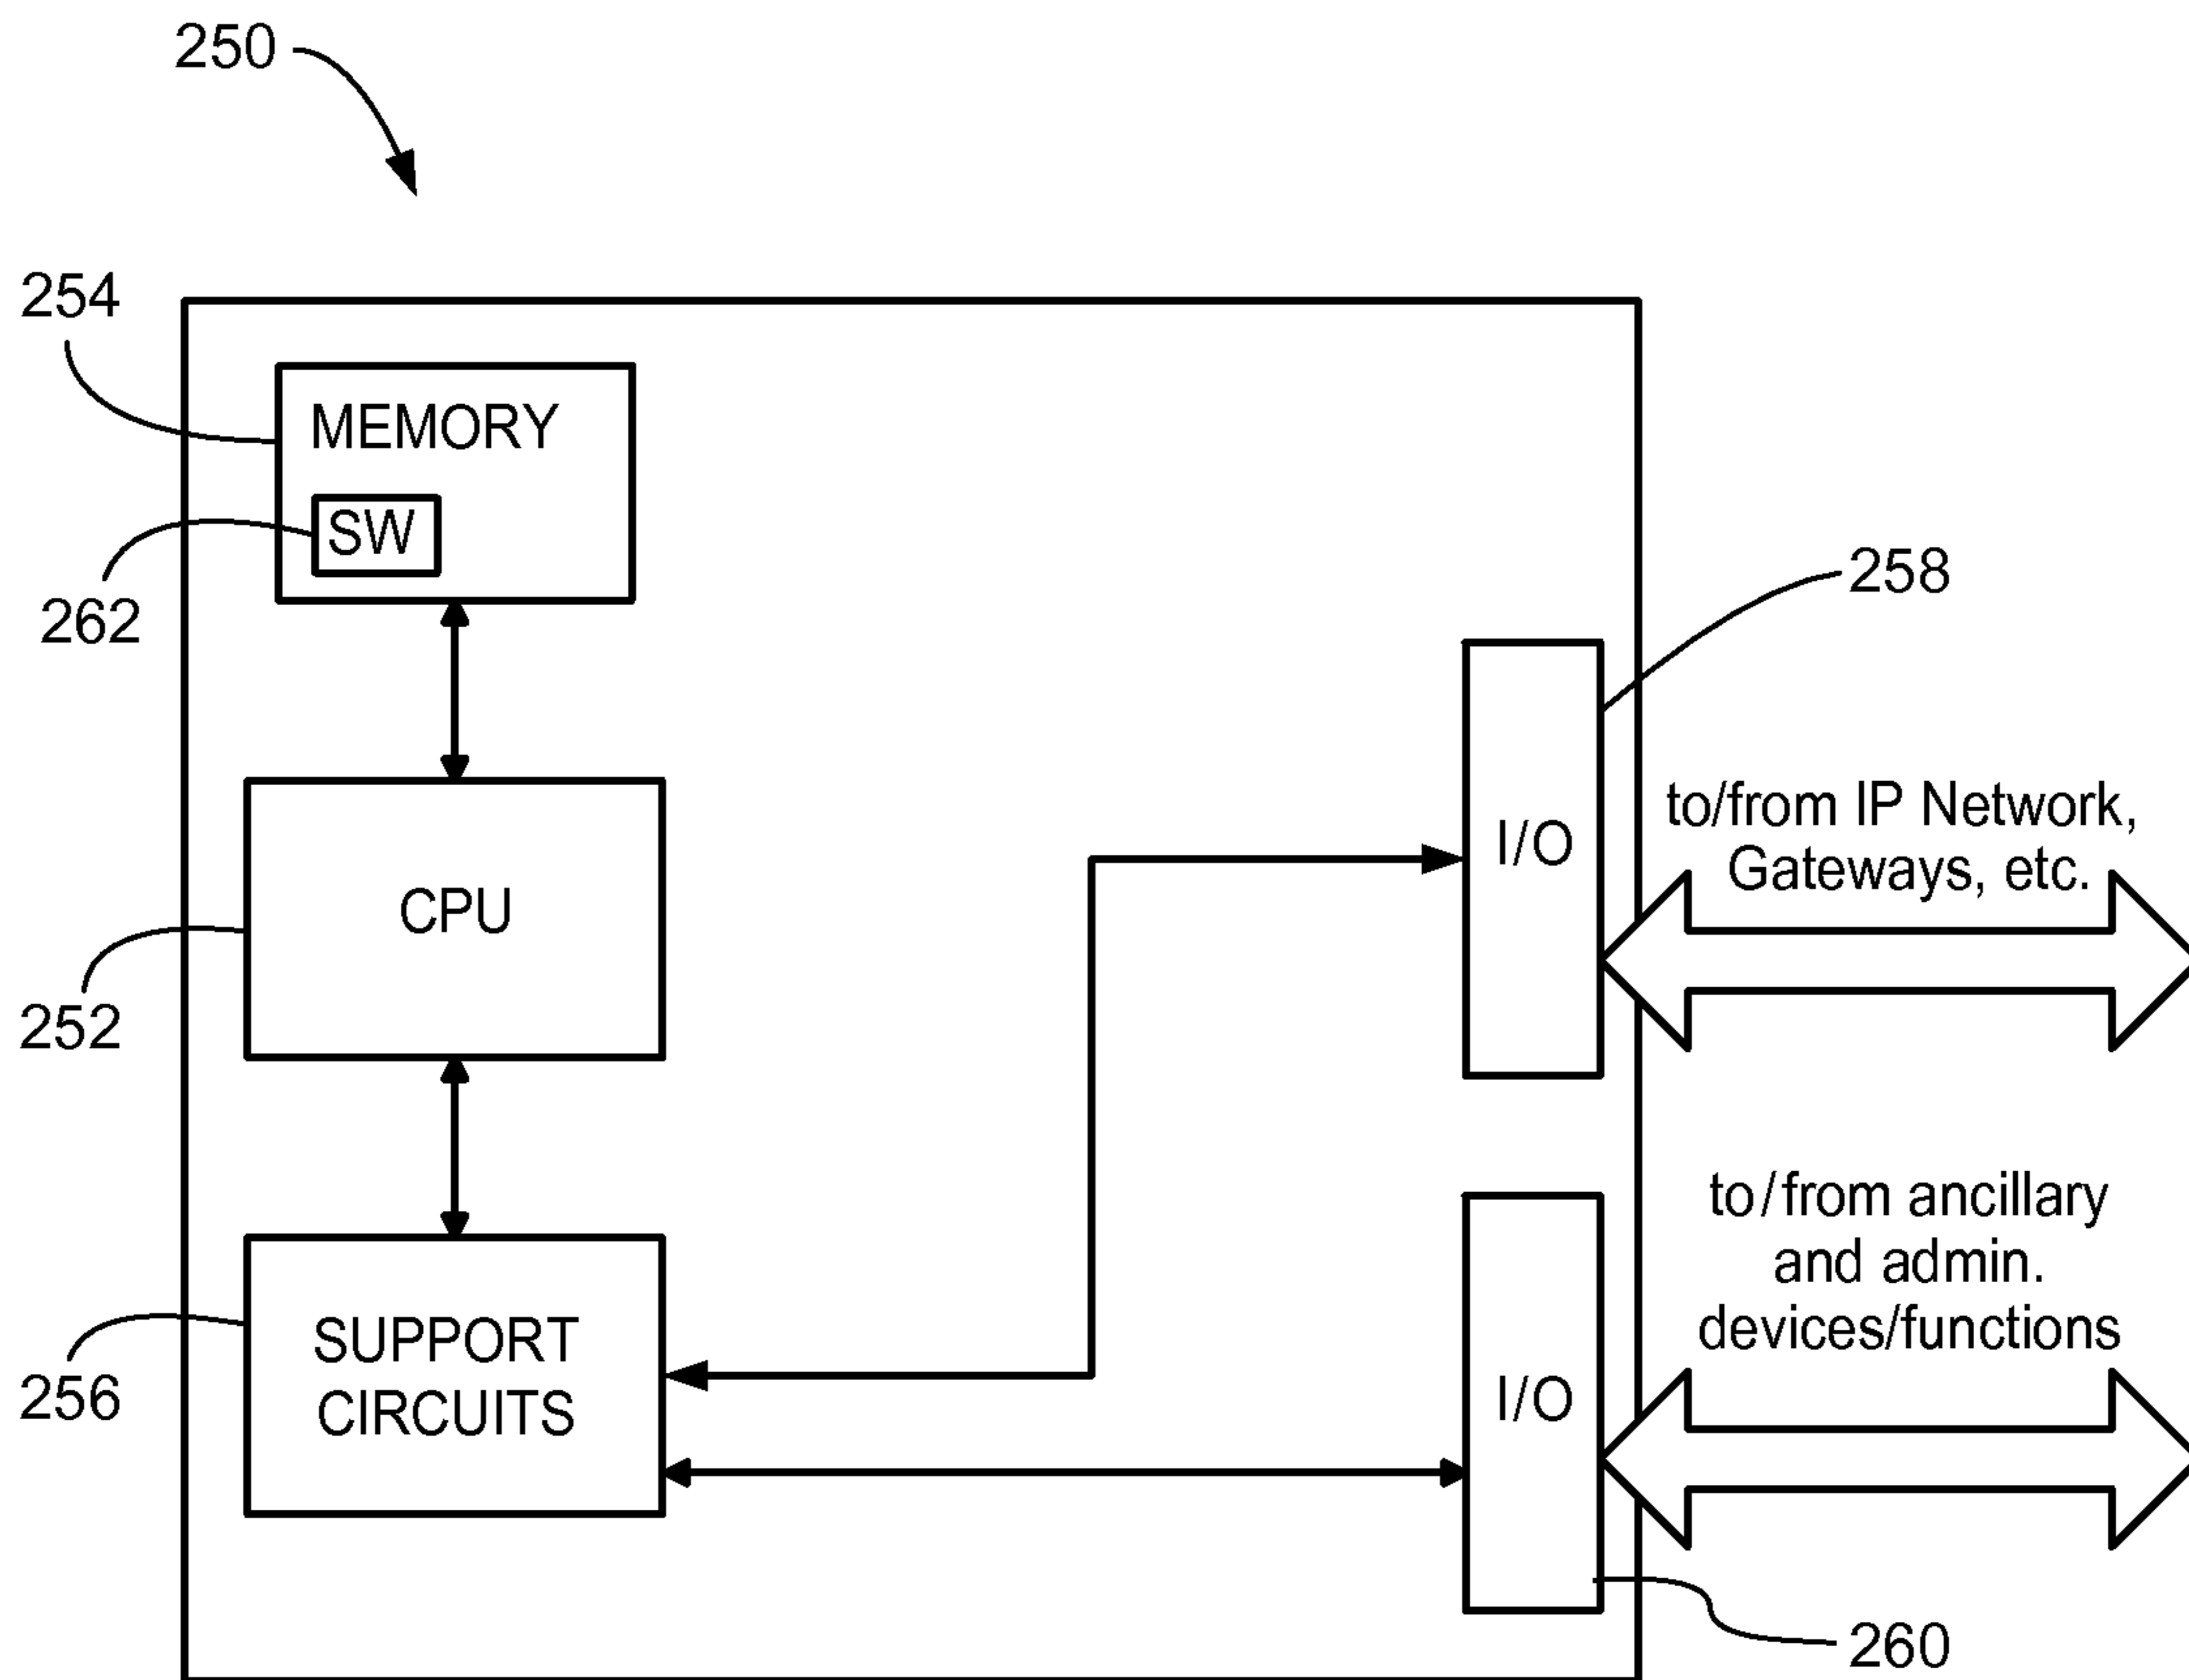 250
254
MEMORY
SW
262
258
I/O
to/from IP Network,
Gateways, etc.
CPU
252
to/from ancillary
and admin.
devices/functions
SUPPORT
CIRCUITS
256
I/O
260